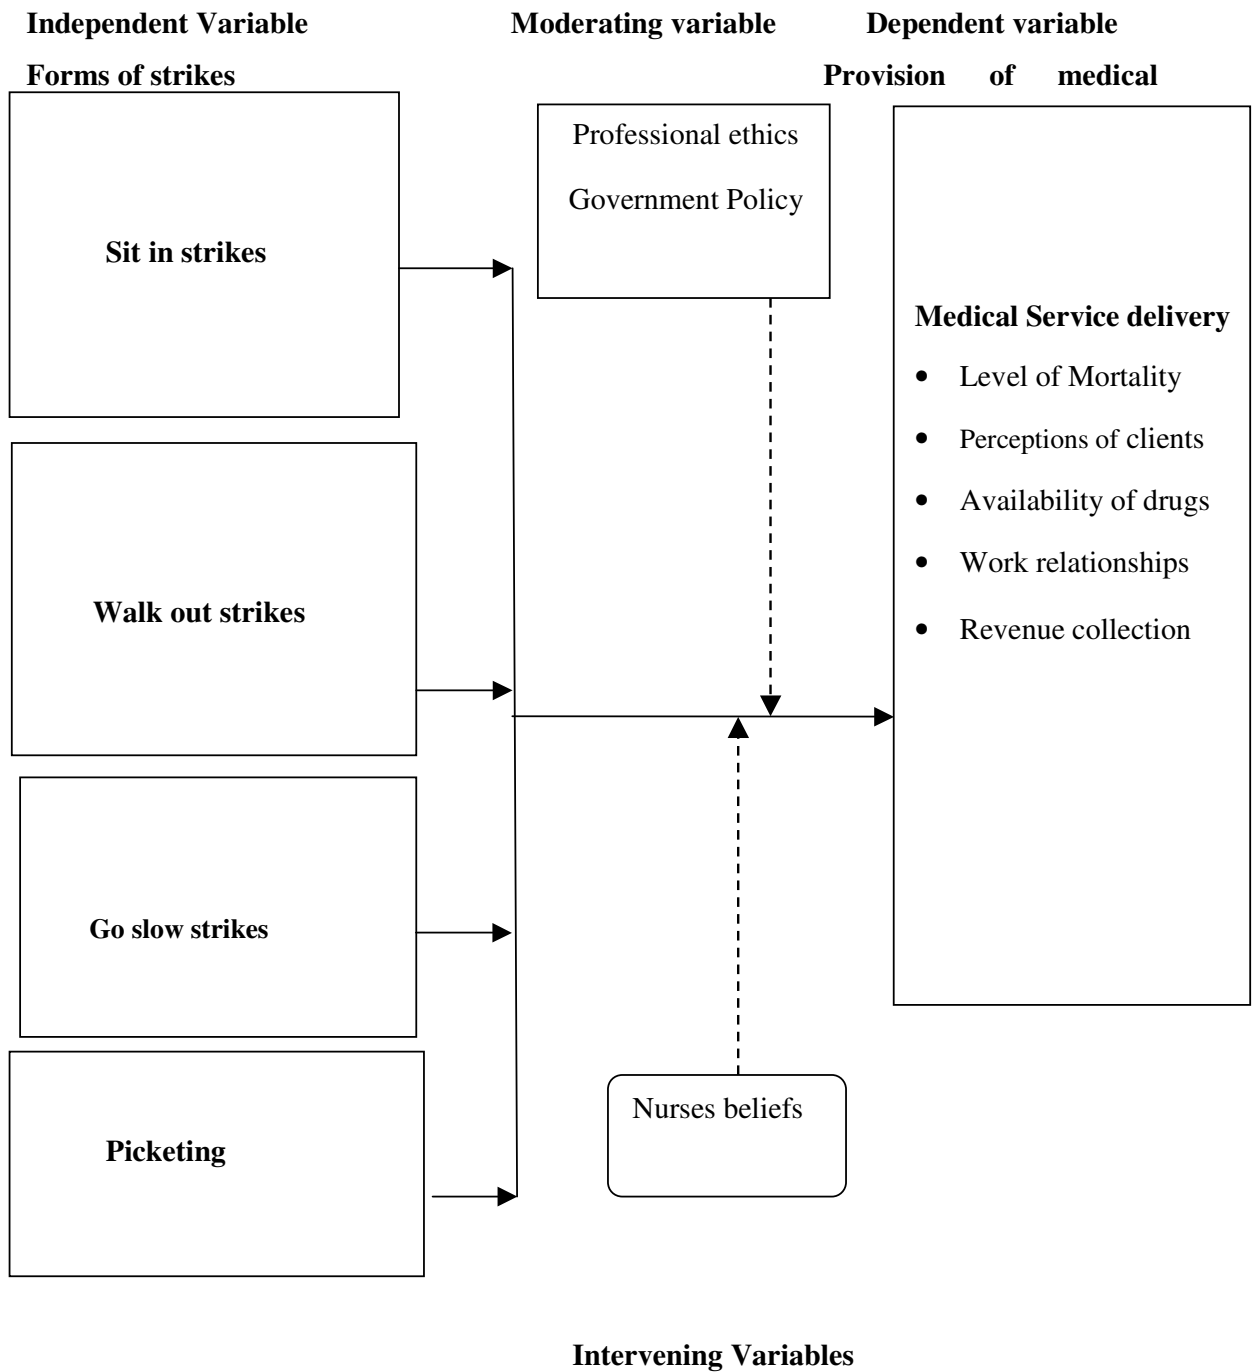 Independent Variable
Moderating variable
Dependent variable
Forms of strikes
Provision of medical
Sit in strikes
Walk out strikes
Go slow strikes
Picketing
Professional ethics
Government Policy
Nurses beliefs
Medical Service delivery
• Level of Mortality
• Perceptions of clients
• Availability of drugs
• Work relationships
• Revenue collection
Intervening Variables